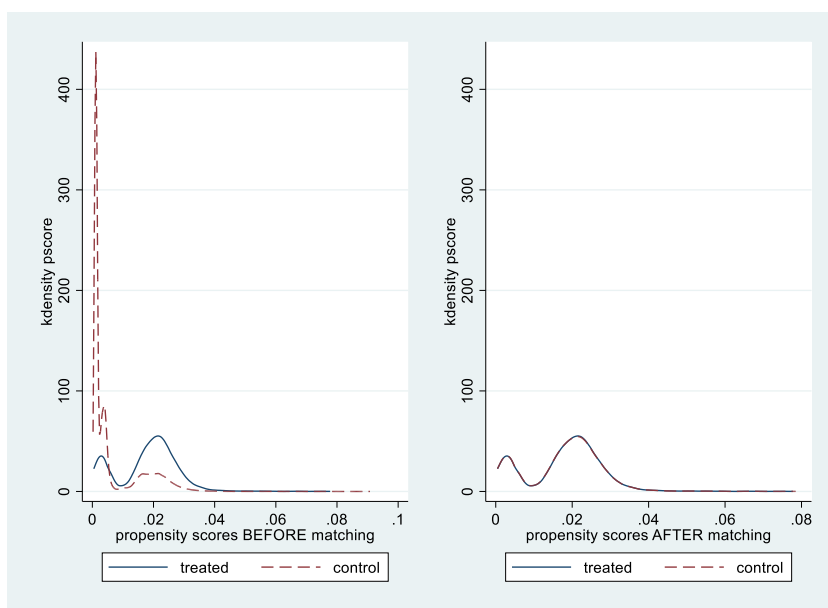 kdensity pscore
400
300
200
100
0
0 .02 .04 .06 .08 .1
propensity scores BEFORE matching
treated control
kdensity pscore
400
300
200
100
0
0 .02 .04 .06 .08
propensity scores AFTER matching
treated control